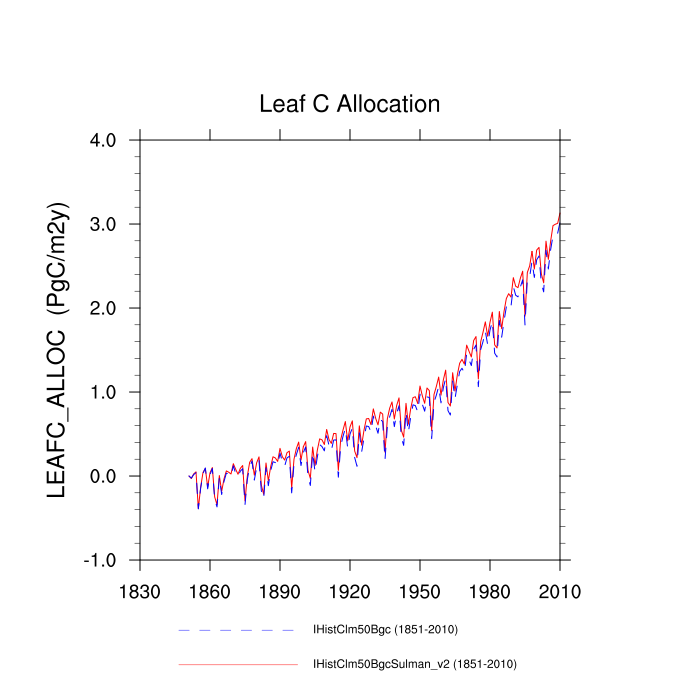 Leaf C Allocation
LEAFC_ALLOC (PgC/m2y)
4.0
3.0
2.0
1.0
0.0
-1.0
1830 1860 1890 1920 1950 1980 2010
IHistClm50Bgc (1851-2010)
IHistClm50BgcSulman_v2 (1851-2010)